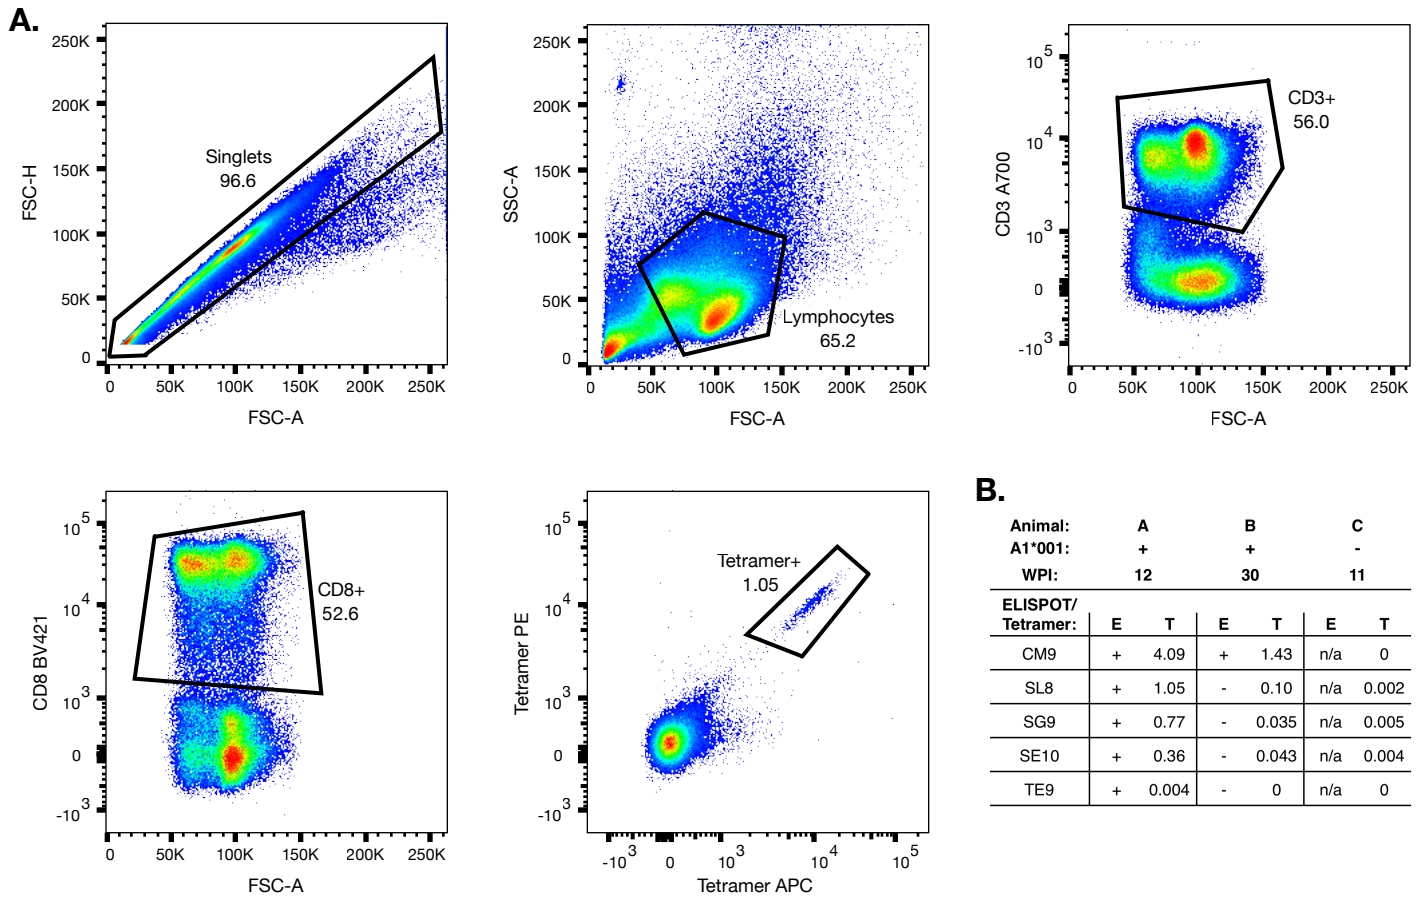 A.
250K
200K
150K
100K
50K
0
FSC-H
Singlets
96.6
0 50K 100K 150K 200K 250K
FSC-A
250K
200K
150K
100K
50K
0
SSC-A
Lymphocytes
65.2
0 50K 100K 150K 200K 250K
FSC-A
10^5
10^4
10^3
0
-10^3
CD3 A700
CD3+
56.0
0 50K 100K 150K 200K 250K
FSC-A
10^5
10^4
10^3
0
-10^3
CD8 BV421
CD8+
52.6
0 50K 100K 150K 200K 250K
FSC-A
10^5
10^4
10^3
0
-10^3
Tetramer PE
Tetramer+
1.05
-10^3 0 10^3 10^4 10^5
Tetramer APC
B.
Animal: A B C
A1*001: + + -
WPI: 12 30 11
ELISPOT/
Tetramer: E T E T E T
CM9 + 4.09 + 1.43 n/a 0
SL8 + 1.05 - 0.10 n/a 0.002
SG9 + 0.77 - 0.035 n/a 0.005
SE10 + 0.36 - 0.043 n/a 0.004
TE9 + 0.004 - 0 n/a 0